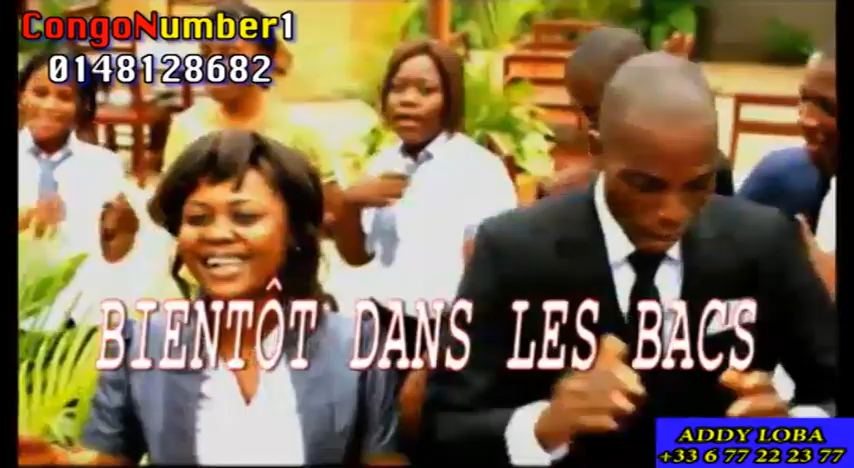 CongoNumber1
0148128682
BIENTÔT DANS LES BACS
ADDY LOBA
+33 6 77 22 23 77